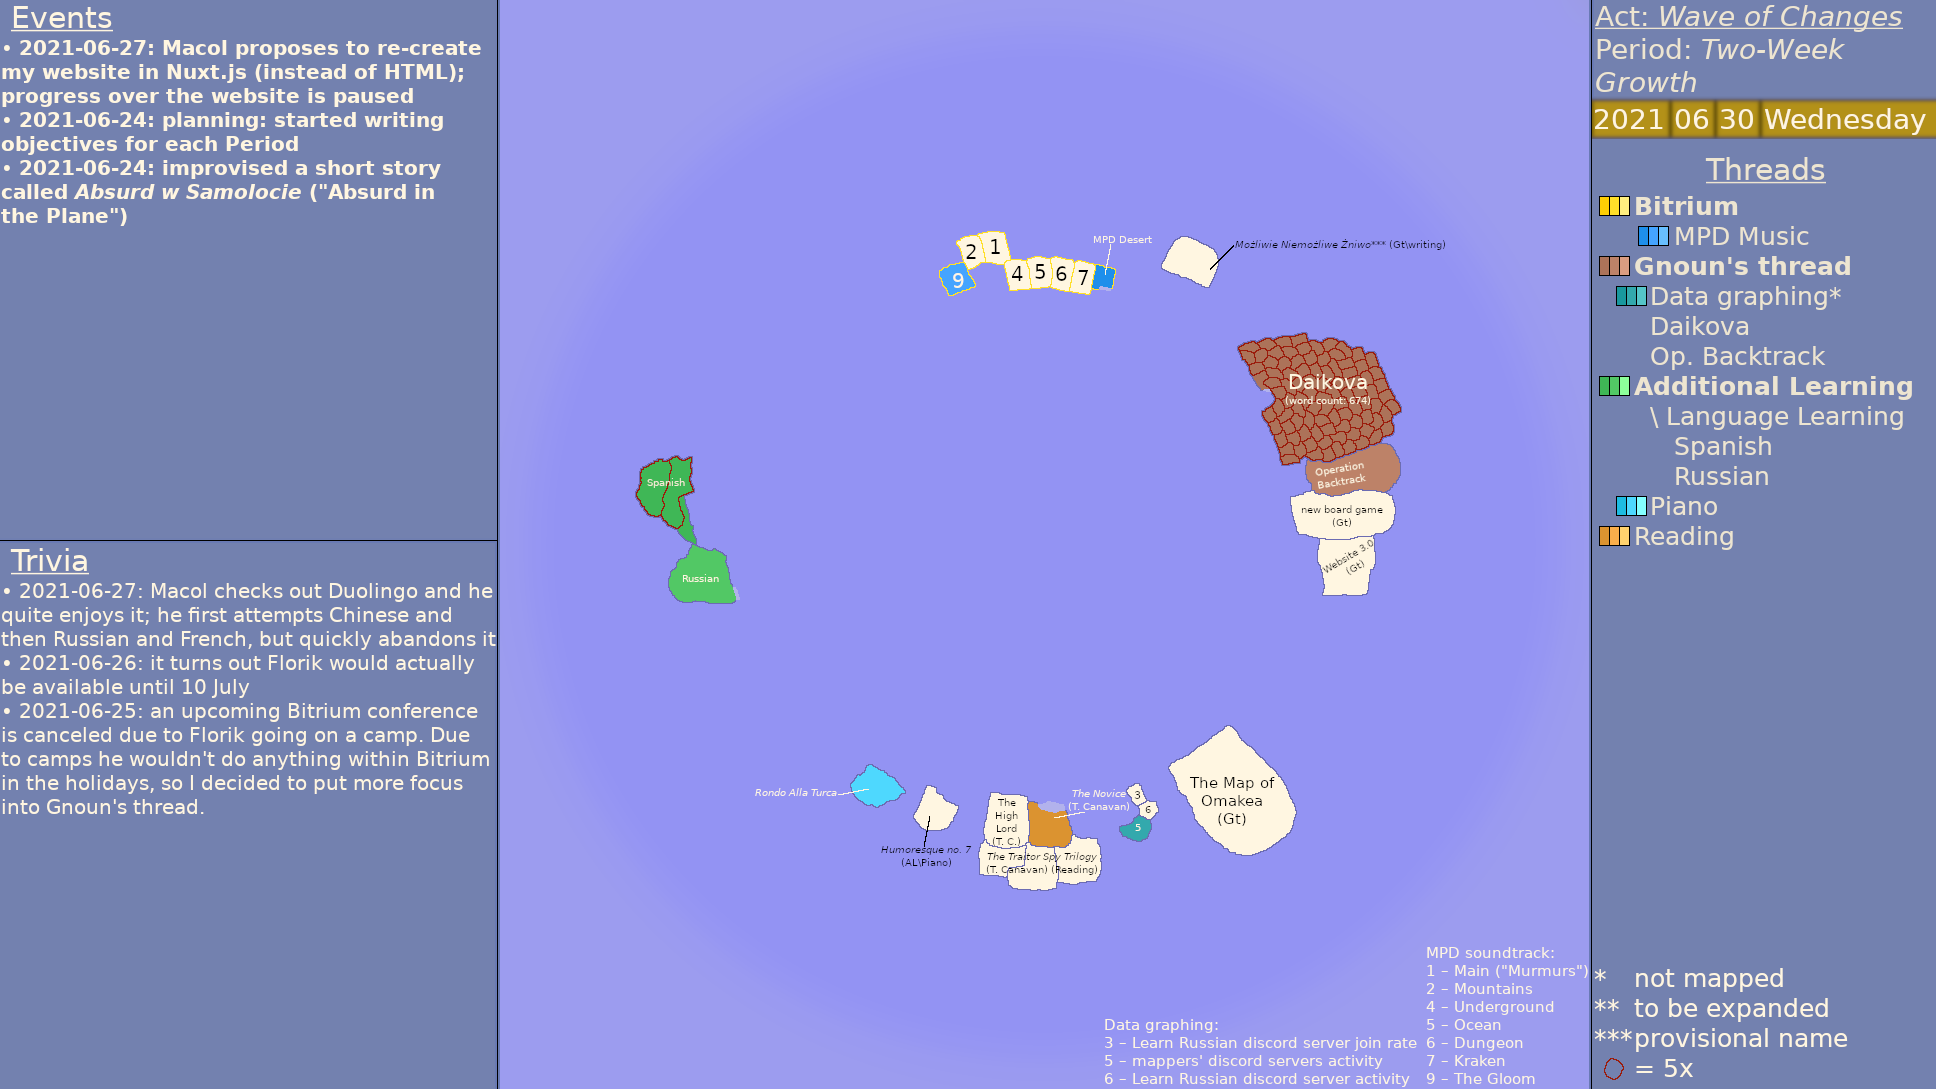 Events
• 2021-06-27: Macol proposes to re-create
my website in Nuxt.js (instead of HTML);
progress over the website is paused
• 2021-06-24: planning: started writing
objectives for each Period
• 2021-06-24: improvised a short story
called Absurd w Samolocie ("Absurd in
the Plane")
Trivia
• 2021-06-27: Macol checks out Duolingo and he
quite enjoys it; he first attempts Chinese and
then Russian and French, but quickly abandons it
• 2021-06-26: it turns out Florik would actually
be available until 10 July
• 2021-06-25: an upcoming Bitrium conference
is canceled due to Florik going on a camp. Due
to camps he wouldn't do anything within Bitrium
in the holidays, so I decided to put more focus
into Gnoun's thread.
2 1
9
4 5 6 7
MPD Desert
Możliwie Niemożliwe Żniwo*** (Gt\writing)
Daikova
(word count: 674)
Operation
Backtrack
new board game
(Gt)
Website 3.0
(Gt)
Spanish
Russian
Rondo Alla Turca
Humoresque no. 7
(AL\Piano)
The
High
Lord
(T. C.)
The Novice
(T. Canavan)
The Traitor Spy Trilogy
(T. Canavan) (Reading)
3
6
5
The Map of
Omakea
(Gt)
Data graphing:
3 – Learn Russian discord server join rate
5 – mappers' discord servers activity
6 – Learn Russian discord server activity
MPD soundtrack:
1 – Main ("Murmurs")
2 – Mountains
4 – Underground
5 – Ocean
6 – Dungeon
7 – Kraken
9 – The Gloom
Act: Wave of Changes
Period: Two-Week
Growth
2021 06 30 Wednesday
Threads
Bitrium
MPD Music
Gnoun's thread
Data graphing*
Daikova
Op. Backtrack
Additional Learning
\ Language Learning
Spanish
Russian
Piano
Reading
* not mapped
** to be expanded
*** provisional name
= 5x